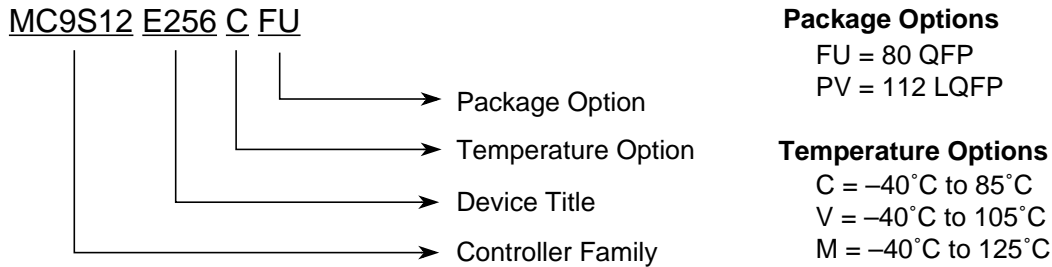 MC9S12 E256 C FU
Package Option
Temperature Option
Device Title
Controller Family
Package Options
FU = 80 QFP
PV = 112 LQFP
Temperature Options
C = –40˚C to 85˚C
V = –40˚C to 105˚C
M = –40˚C to 125˚C